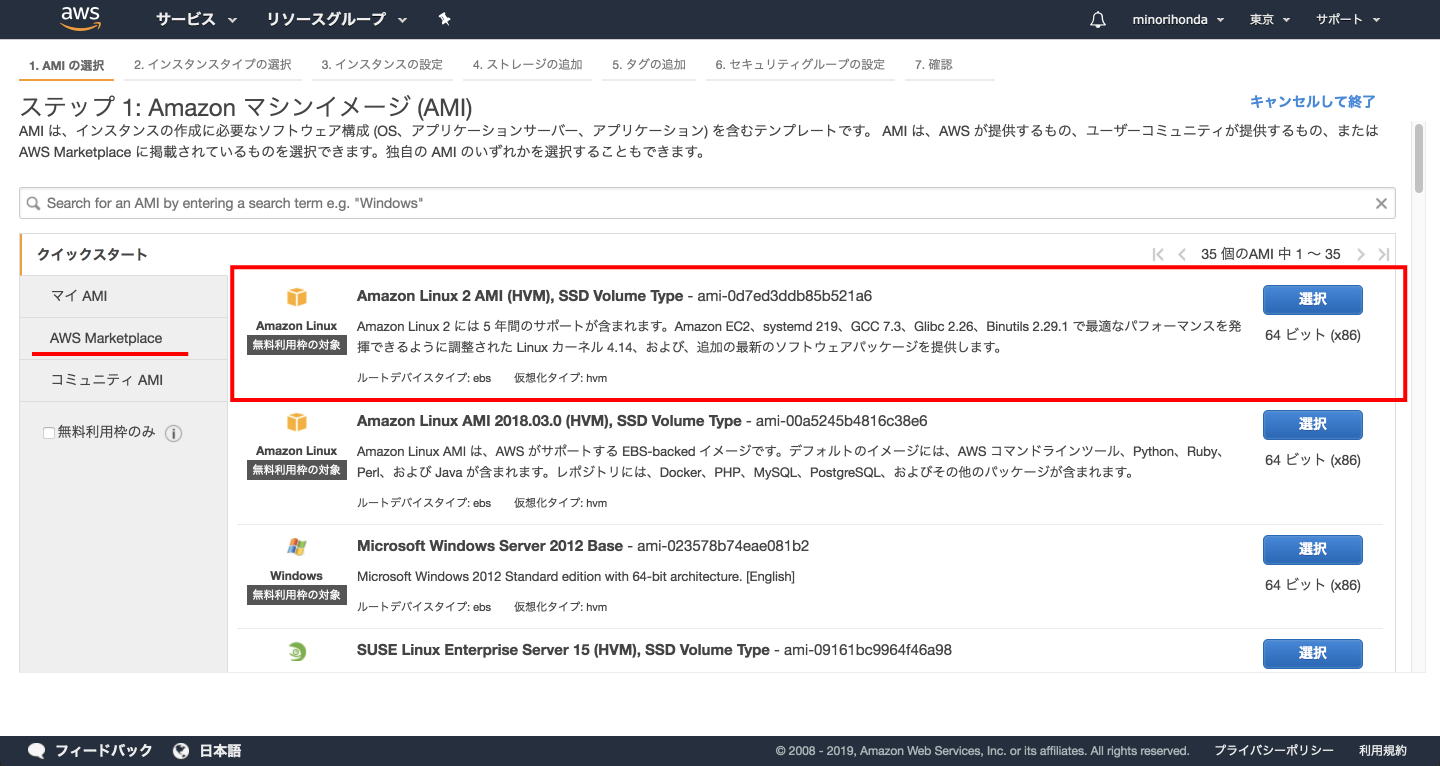 aws サービス リソースグループ minorihonda 東京 サポート
1. AMI の選択 2. インスタンスタイプの選択 3. インスタンスの設定 4. ストレージの追加 5. タグの追加 6. セキュリティグループの設定 7. 確認
ステップ 1: Amazon マシンイメージ (AMI)
キャンセルして終了
AMI は、インスタンスの作成に必要なソフトウェア構成 (OS、アプリケーションサーバー、アプリケーション) を含むテンプレートです。 AMI は、AWS が提供するもの、ユーザーコミュニティが提供するもの、または
AWS Marketplace に掲載されているものを選択できます。独自の AMI のいずれかを選択することもできます。
Search for an AMI by entering a search term e.g. "Windows"
クイックスタート
マイ AMI
AWS Marketplace
コミュニティ AMI
無料利用枠のみ
35 個のAMI 中 1 ～ 35
Amazon Linux
無料利用枠の対象
Amazon Linux 2 AMI (HVM), SSD Volume Type - ami-0d7ed3ddb85b521a6
Amazon Linux 2 には 5 年間のサポートが含まれます。Amazon EC2、systemd 219、GCC 7.3、Glibc 2.26、Binutils 2.29.1 で最適なパフォーマンスを発
揮できるように調整された Linux カーネル 4.14、および、追加の最新のソフトウェアパッケージを提供します。
ルートデバイスタイプ: ebs 仮想化タイプ: hvm
選択
64 ビット (x86)
Amazon Linux
無料利用枠の対象
Amazon Linux AMI 2018.03.0 (HVM), SSD Volume Type - ami-00a5245b4816c38e6
Amazon Linux AMI は、AWS がサポートする EBS-backed イメージです。デフォルトのイメージには、AWS コマンドラインツール、Python、Ruby、
Perl、および Java が含まれます。レポジトリには、Docker、PHP、MySQL、PostgreSQL、およびその他のパッケージが含まれます。
ルートデバイスタイプ: ebs 仮想化タイプ: hvm
選択
64 ビット (x86)
Windows
無料利用枠の対象
Microsoft Windows Server 2012 Base - ami-023578b74eae081b2
Microsoft Windows 2012 Standard edition with 64-bit architecture. [English]
ルートデバイスタイプ: ebs 仮想化タイプ: hvm
選択
64 ビット (x86)
SUSE Linux Enterprise Server 15 (HVM), SSD Volume Type - ami-09161bc9964f46a98
選択
フィードバック 日本語 © 2008 - 2019, Amazon Web Services, Inc. or its affiliates. All rights reserved. プライバシーポリシー 利用規約